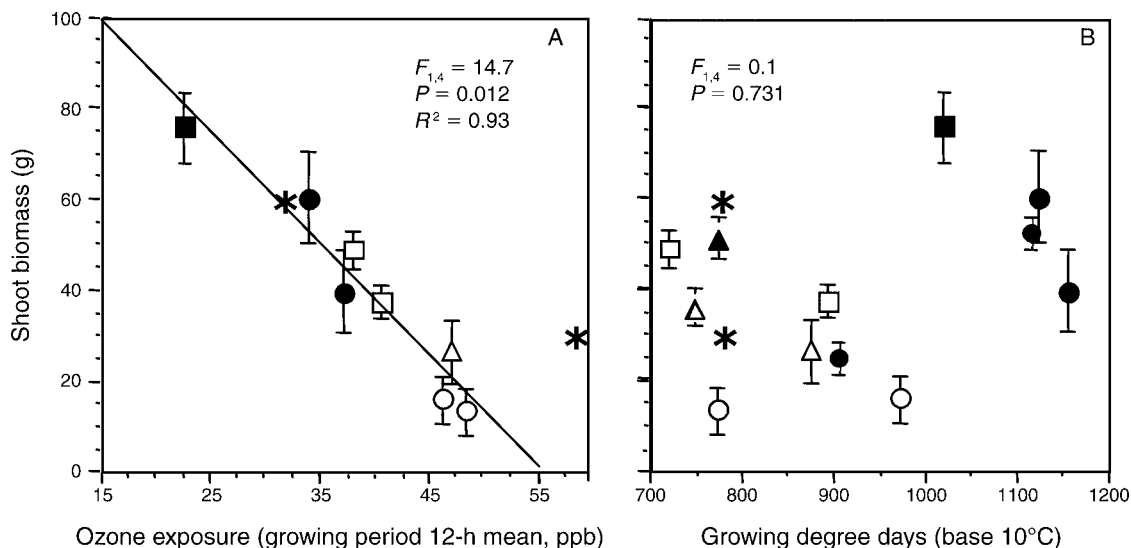 A
F1,4 = 14.7
P = 0.012
R2 = 0.93
100
80
60
40
20
0
Shoot biomass (g)
15 25 35 45 55
Ozone exposure (growing period 12-h mean, ppb)
B
F1,4 = 0.1
P = 0.731
700 800 900 1000 1100 1200
Growing degree days (base 10°C)